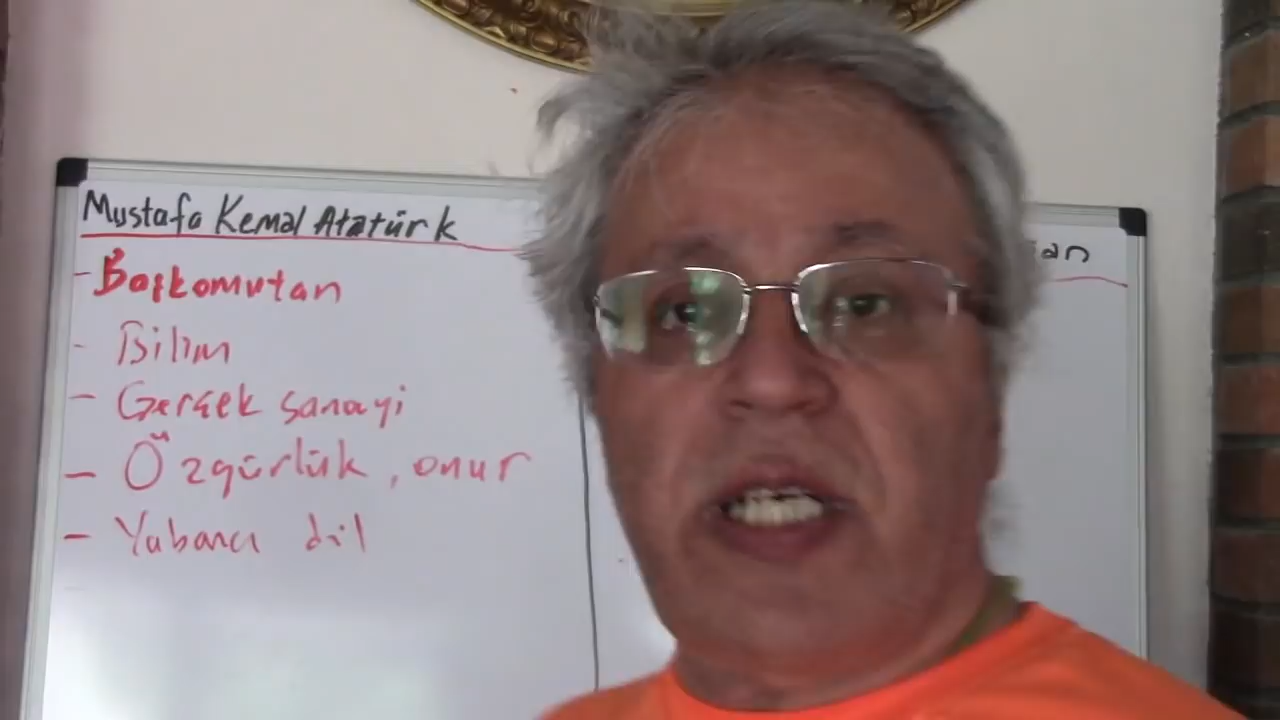 Mustafa Kemal Atatürk
- Başkomutan
- Bilim
- Gerçek sanayi
- Özgürlük, onur
- Yabancı dil